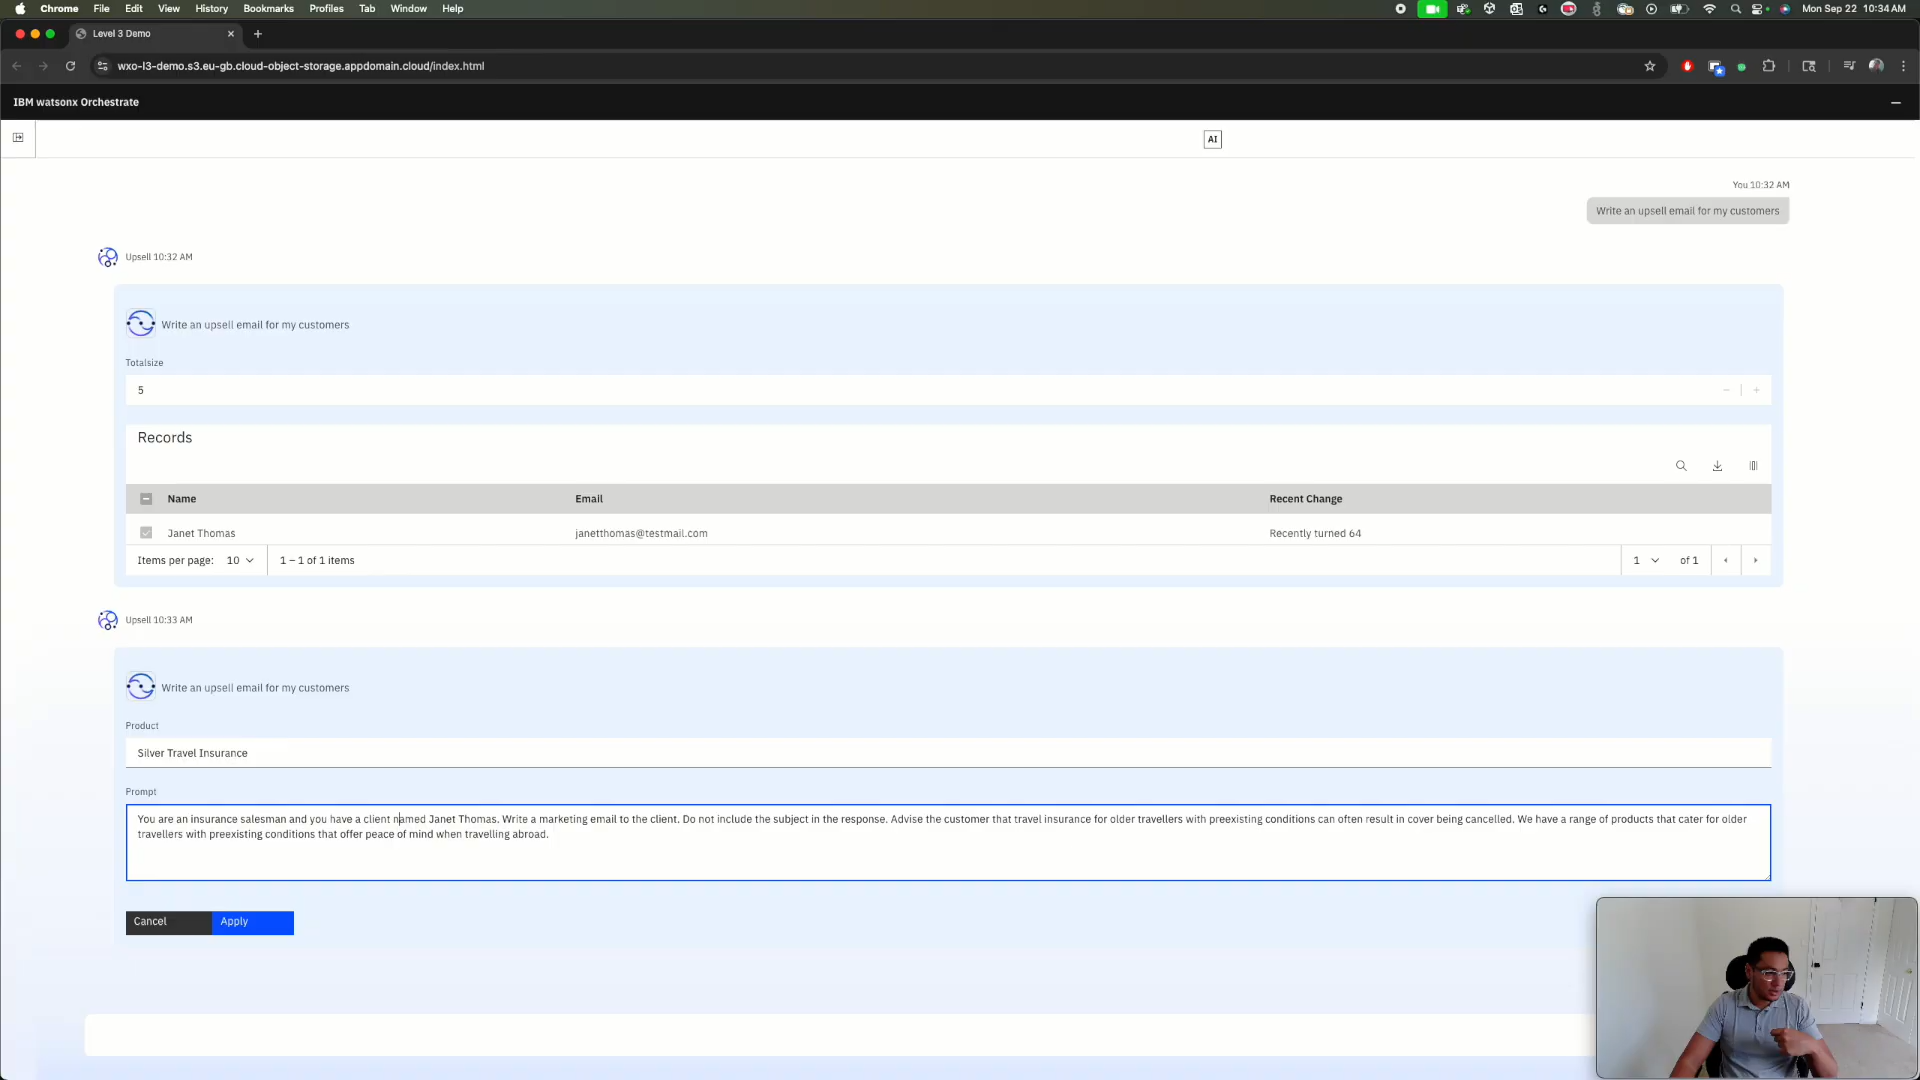 Chrome File Edit View History Bookmarks Profiles Tab Window Help
Mon Sep 22 10:34 AM
Level 3 Demo
wxo-l3-demo.s3.eu-gb.cloud-object-storage.appdomain.cloud/index.html
IBM watsonx Orchestrate
AI
You 10:32 AM
Write an upsell email for my customers
Upsell 10:32 AM
Write an upsell email for my customers
Totalsize
5
Records
Name Email Recent Change
Janet Thomas janetthomas@testmail.com Recently turned 64
Items per page: 10 1 – 1 of 1 items 1 of 1
Upsell 10:33 AM
Write an upsell email for my customers
Product
Silver Travel Insurance
Prompt
You are an insurance salesman and you have a client named Janet Thomas. Write a marketing email to the client. Do not include the subject in the response. Advise the customer that travel insurance for older travellers with preexisting conditions can often result in cover being cancelled. We have a range of products that cater for older
travellers with preexisting conditions that offer peace of mind when travelling abroad.
Cancel Apply